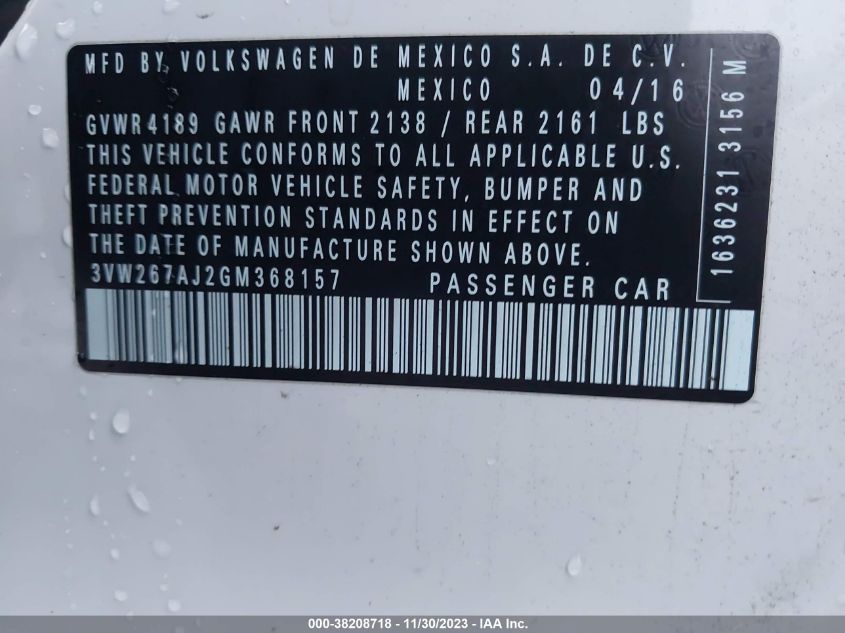 MFD BY VOLKSWAGEN DE MEXICO S.A. DE C.V.
MEXICO 04/16
GVWR 4189 GAWR FRONT 2138 / REAR 2161 LBS
THIS VEHICLE CONFORMS TO ALL APPLICABLE U.S.
FEDERAL MOTOR VEHICLE SAFETY, BUMPER AND
THEFT PREVENTION STANDARDS IN EFFECT ON
THE DATE OF MANUFACTURE SHOWN ABOVE.
3VW267AJ2GM368157 PASSENGER CAR
1636231 3156 M
000-38208718 - 11/30/2023 - IAA Inc.